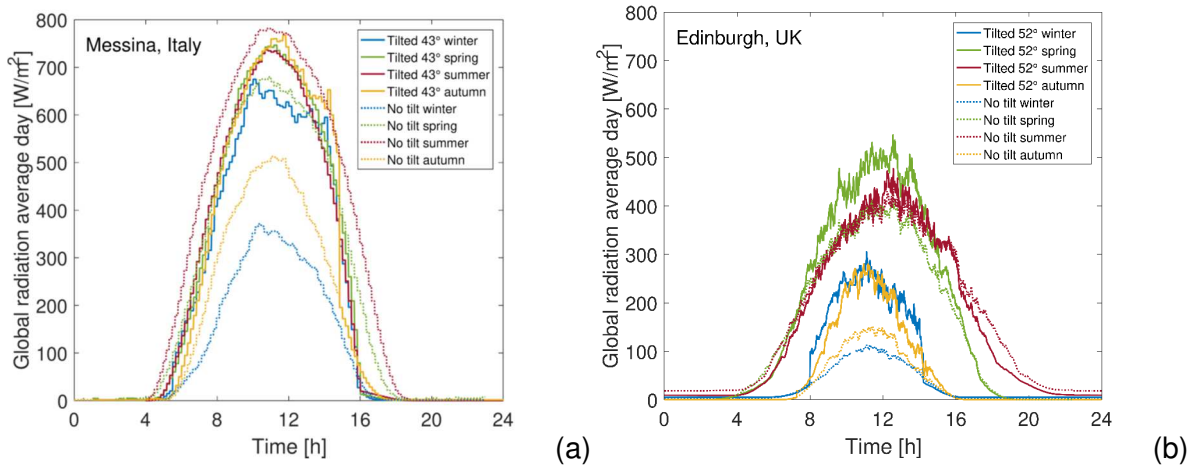 Messina, Italy
Global radiation average day [W/m²]
800
700
600
500
400
300
200
100
0
0 4 8 12 16 20 24
Time [h]
Tilted 43° winter
Tilted 43° spring
Tilted 43° summer
Tilted 43° autumn
No tilt winter
No tilt spring
No tilt summer
No tilt autumn
(a)
Edinburgh, UK
Global radiation average day [W/m²]
800
700
600
500
400
300
200
100
0
0 4 8 12 16 20 24
Time [h]
Tilted 52° winter
Tilted 52° spring
Tilted 52° summer
Tilted 52° autumn
No tilt winter
No tilt spring
No tilt summer
No tilt autumn
(b)